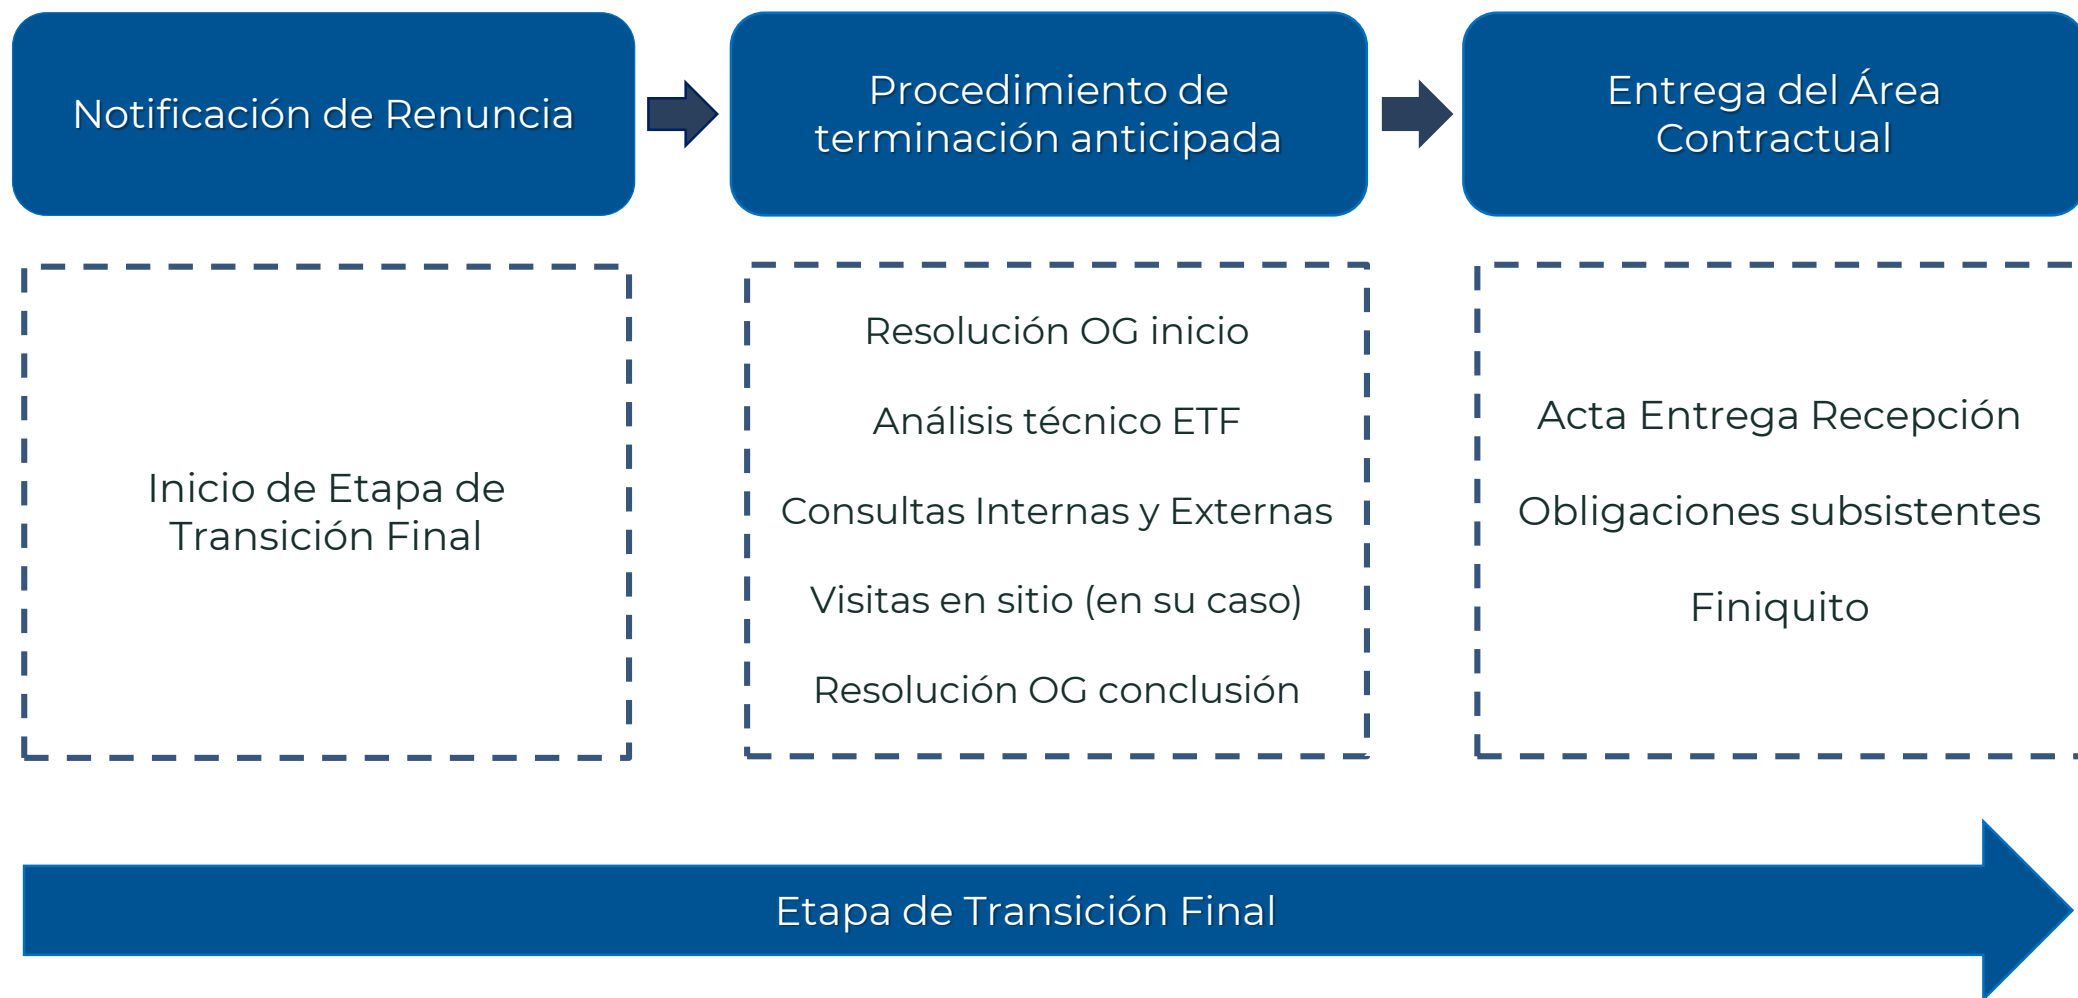 Notificación de Renuncia
Procedimiento de
terminación anticipada
Entrega del Área
Contractual
Inicio de Etapa de
Transición Final
Resolución OG inicio
Análisis técnico ETF
Consultas Internas y Externas
Visitas en sitio (en su caso)
Resolución OG conclusión
Acta Entrega Recepción
Obligaciones subsistentes
Finiquito
Etapa de Transición Final